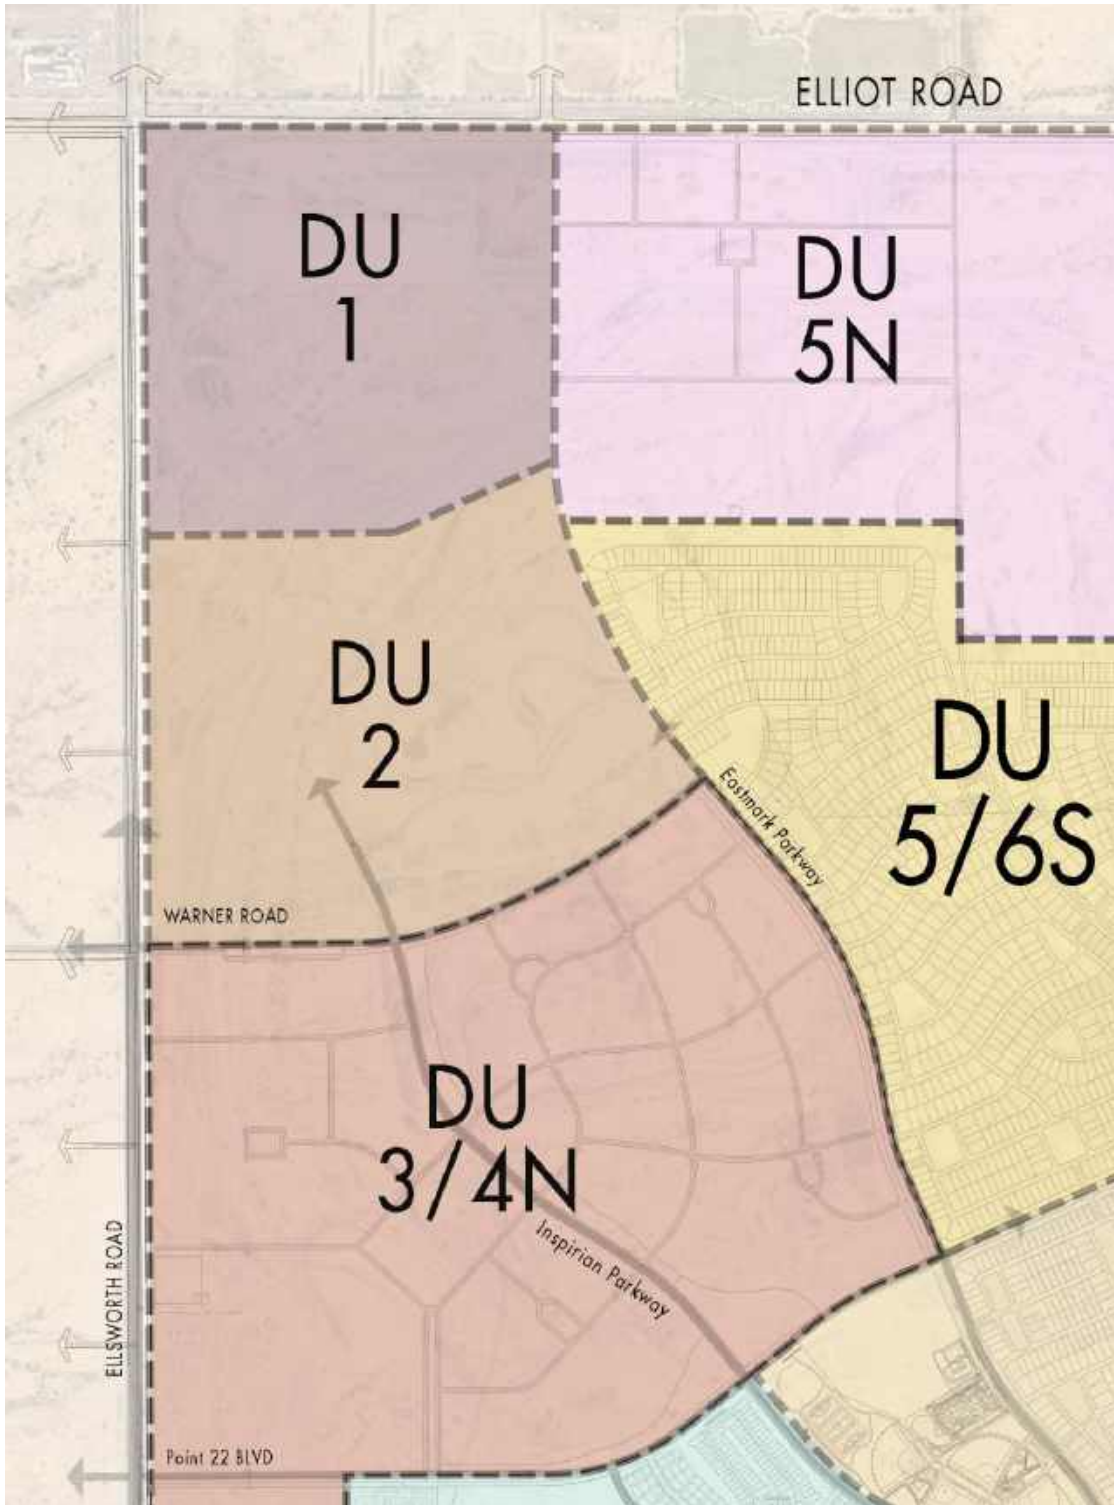 ELLIOT ROAD
DU
1
DU
5N
DU
2
DU
5/6S
Eastmark Parkway
WARNER ROAD
DU
3/4N
Inspirian Parkway
ELLSWORTH ROAD
Point 22 BLVD